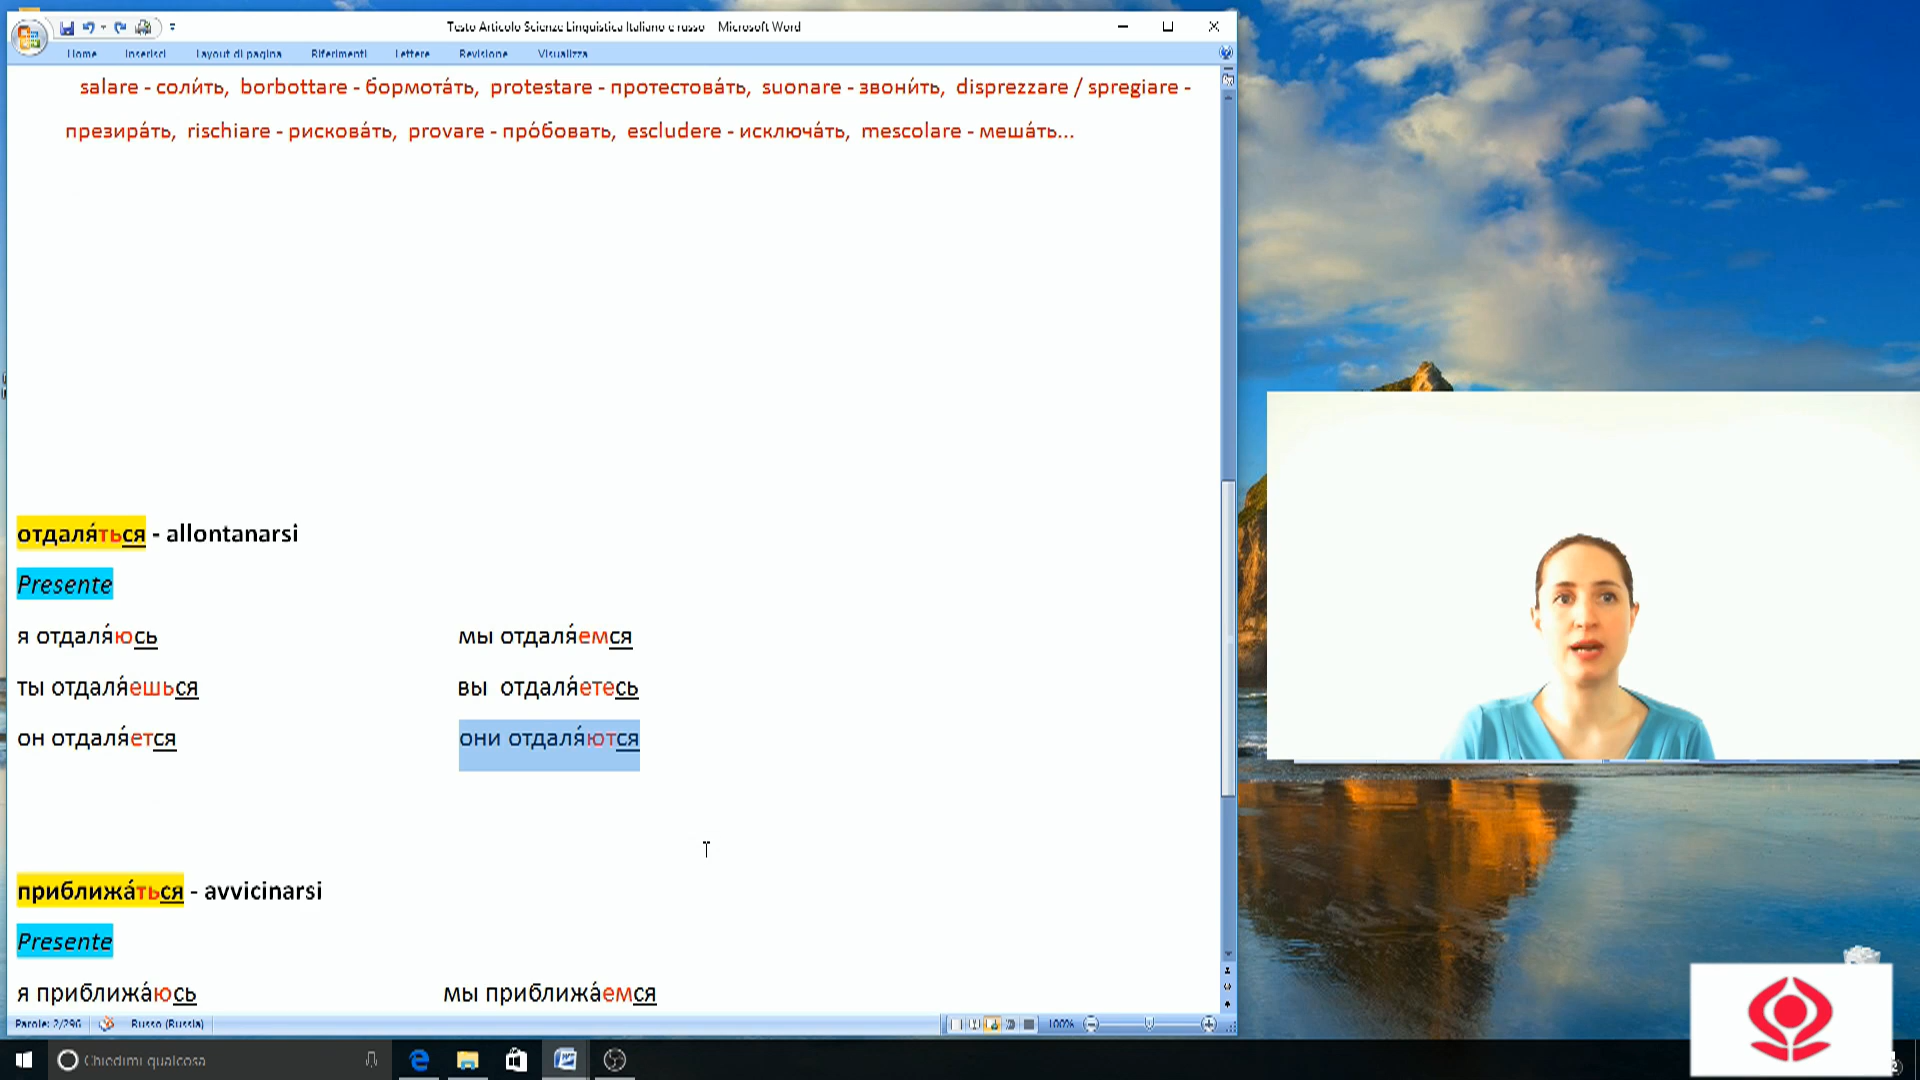 Testo Articolo Scienze Linguistica Italiano e russo - Microsoft Word
Home Inserisci Layout di pagina Riferimenti Lettere Revisione Visualizza
salare - соли́ть, borbottare - бормота́ть, protestare - протестова́ть, suonare - звони́ть, disprezzare / spregiare -
презира́ть, rischiare - рискова́ть, provare - про́бовать, escludere - исключа́ть, mescolare - меша́ть...
отдаля́ться - allontanarsi
Presente
я отдаля́юсь мы отдаля́емся
ты отдаля́ешься вы отдаля́етесь
он отдаля́ется они отдаля́ются
приближа́ться - avvicinarsi
Presente
я приближа́юсь мы приближа́емся
Parole: 2/296 Russo (Russia) 100%
Chiedimi qualcosa